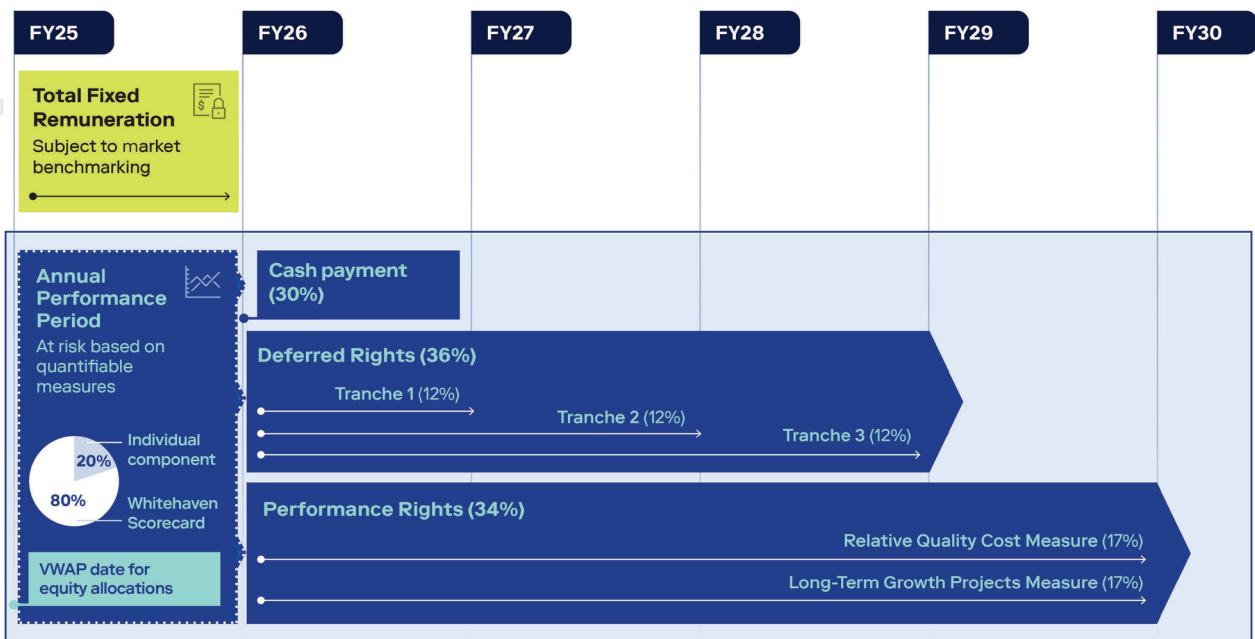 FY25
FY26
FY27
FY28
FY29
FY30
Total Fixed
Remuneration
Subject to market
benchmarking
$
Annual
Performance
Period
At risk based on
quantifiable
measures
Individual
component
20%
80%
Whitehaven
Scorecard
VWAP date for
equity allocations
Cash payment
(30%)
Deferred Rights (36%)
Tranche 1 (12%)
Tranche 2 (12%)
Tranche 3 (12%)
Performance Rights (34%)
Relative Quality Cost Measure (17%)
Long-Term Growth Projects Measure (17%)